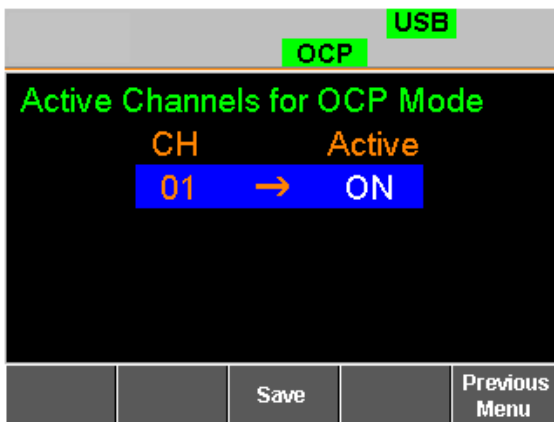 USB
OCP
Active Channels for OCP Mode
CH Active
01 → ON
Save
Previous
Menu